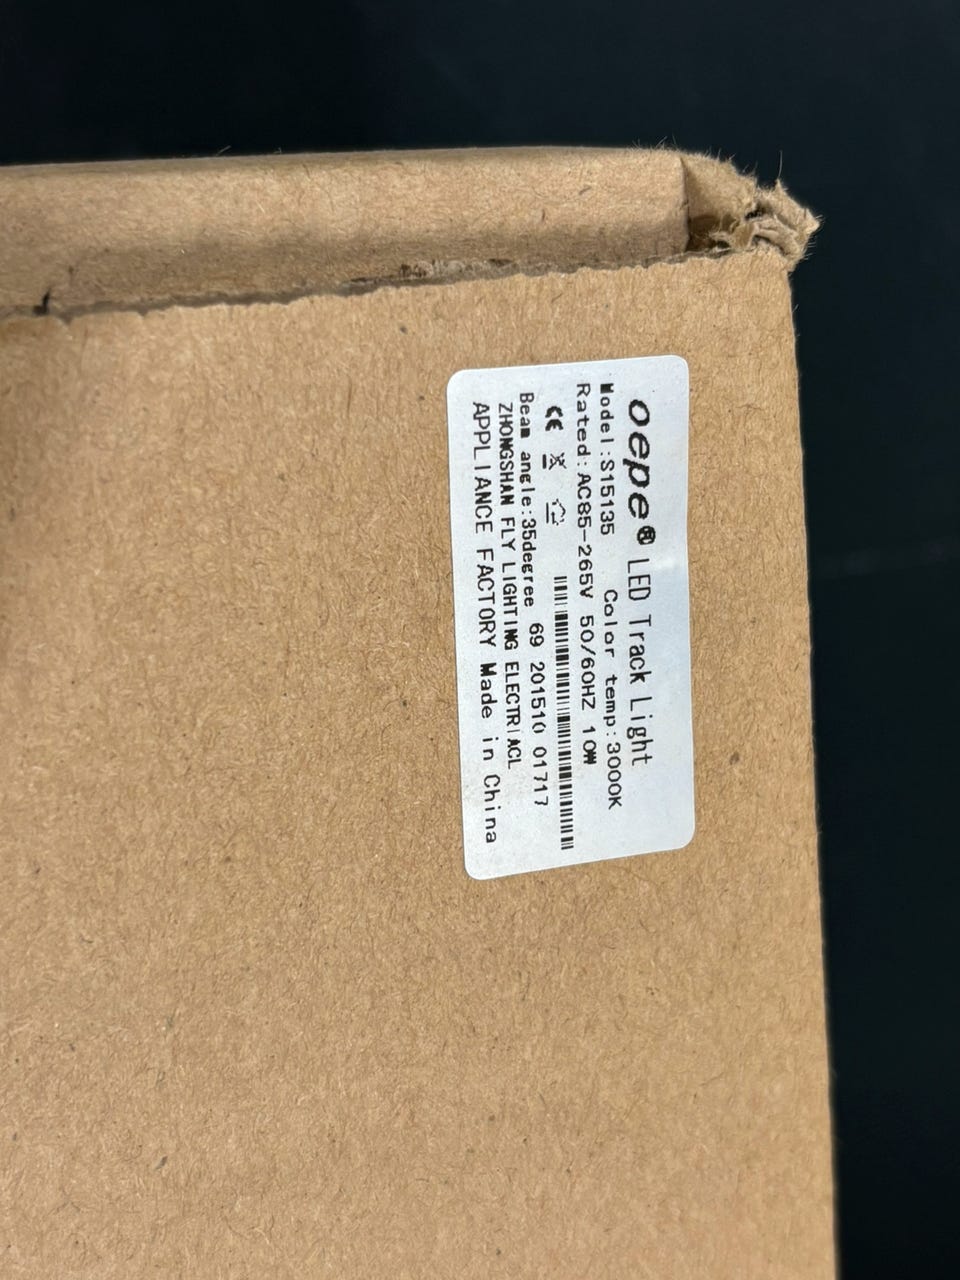 oepe® LED Track Light
Model:S15135 Color temp:3000K
Rated:AC85-265V 50/60HZ 10W
CE
Beam angle:35degree 69 201510 01717
ZHONGSHAN FLY LIGHTING ELECTRIACL
APPLIANCE FACTORY Made in China